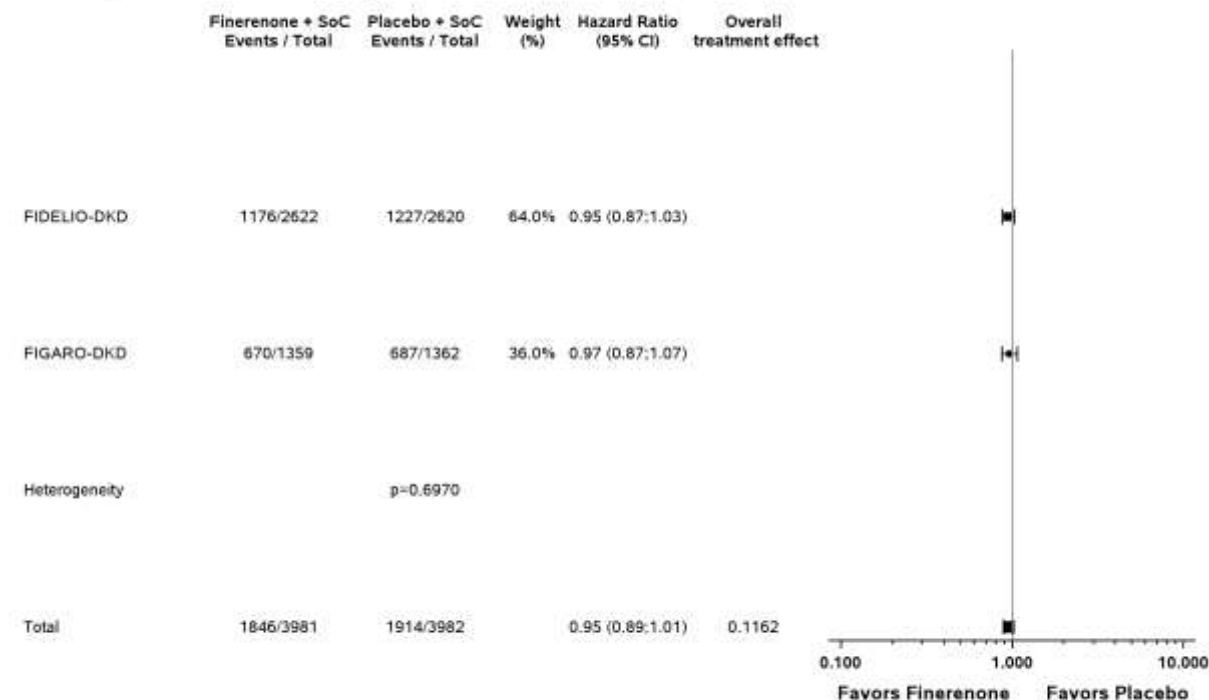 Finerenone + SoC Placebo + SoC Weight Hazard Ratio Overall
Events / Total Events / Total (%) (95% CI) treatment effect
FIDELIO-DKD 1176/2622 1227/2620 64.0% 0.95 (0.87;1.03)
FIGARO-DKD 670/1359 687/1362 36.0% 0.97 (0.87;1.07)
Heterogeneity p=0.6970
Total 1846/3981 1914/3982 0.95 (0.89;1.01) 0.1162
0.100 1.000 10.000
Favors Finerenone Favors Placebo